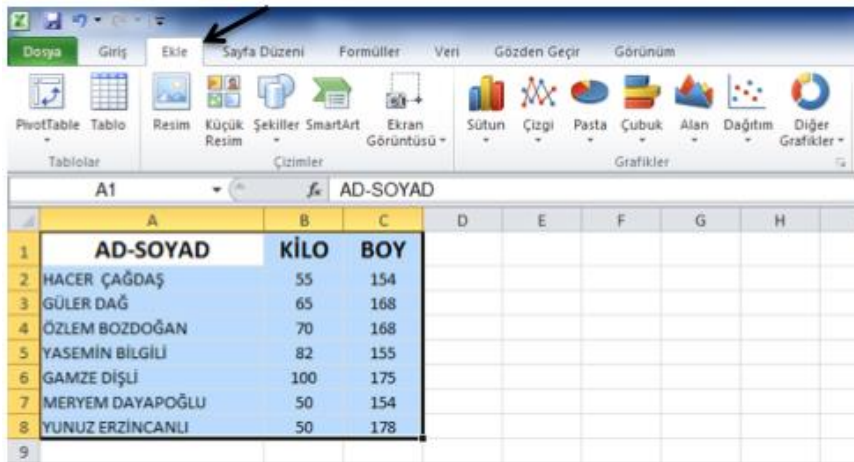 Dosya Giriş Ekle Sayfa Düzeni Formüller Veri Gözden Geçir Görünüm
PivotTable Tablo Resim Küçük Resim Şekiller SmartArt Ekran Görüntüsü Sütun Çizgi Pasta Çubuk Alan Dağıtım Diğer Grafikler
Tablolar Çizimler Grafikler
A1 fx AD-SOYAD
A B C D E F G H
1 AD-SOYAD KİLO BOY
2 HACER ÇAĞDAŞ 55 154
3 GÜLER DAĞ 65 168
4 ÖZLEM BOZDOĞAN 70 168
5 YASEMİN BİLGİLİ 82 155
6 GAMZE DİŞLİ 100 175
7 MERYEM DAYAPOĞLU 50 154
8 YUNUZ ERZİNCANLI 50 178
9